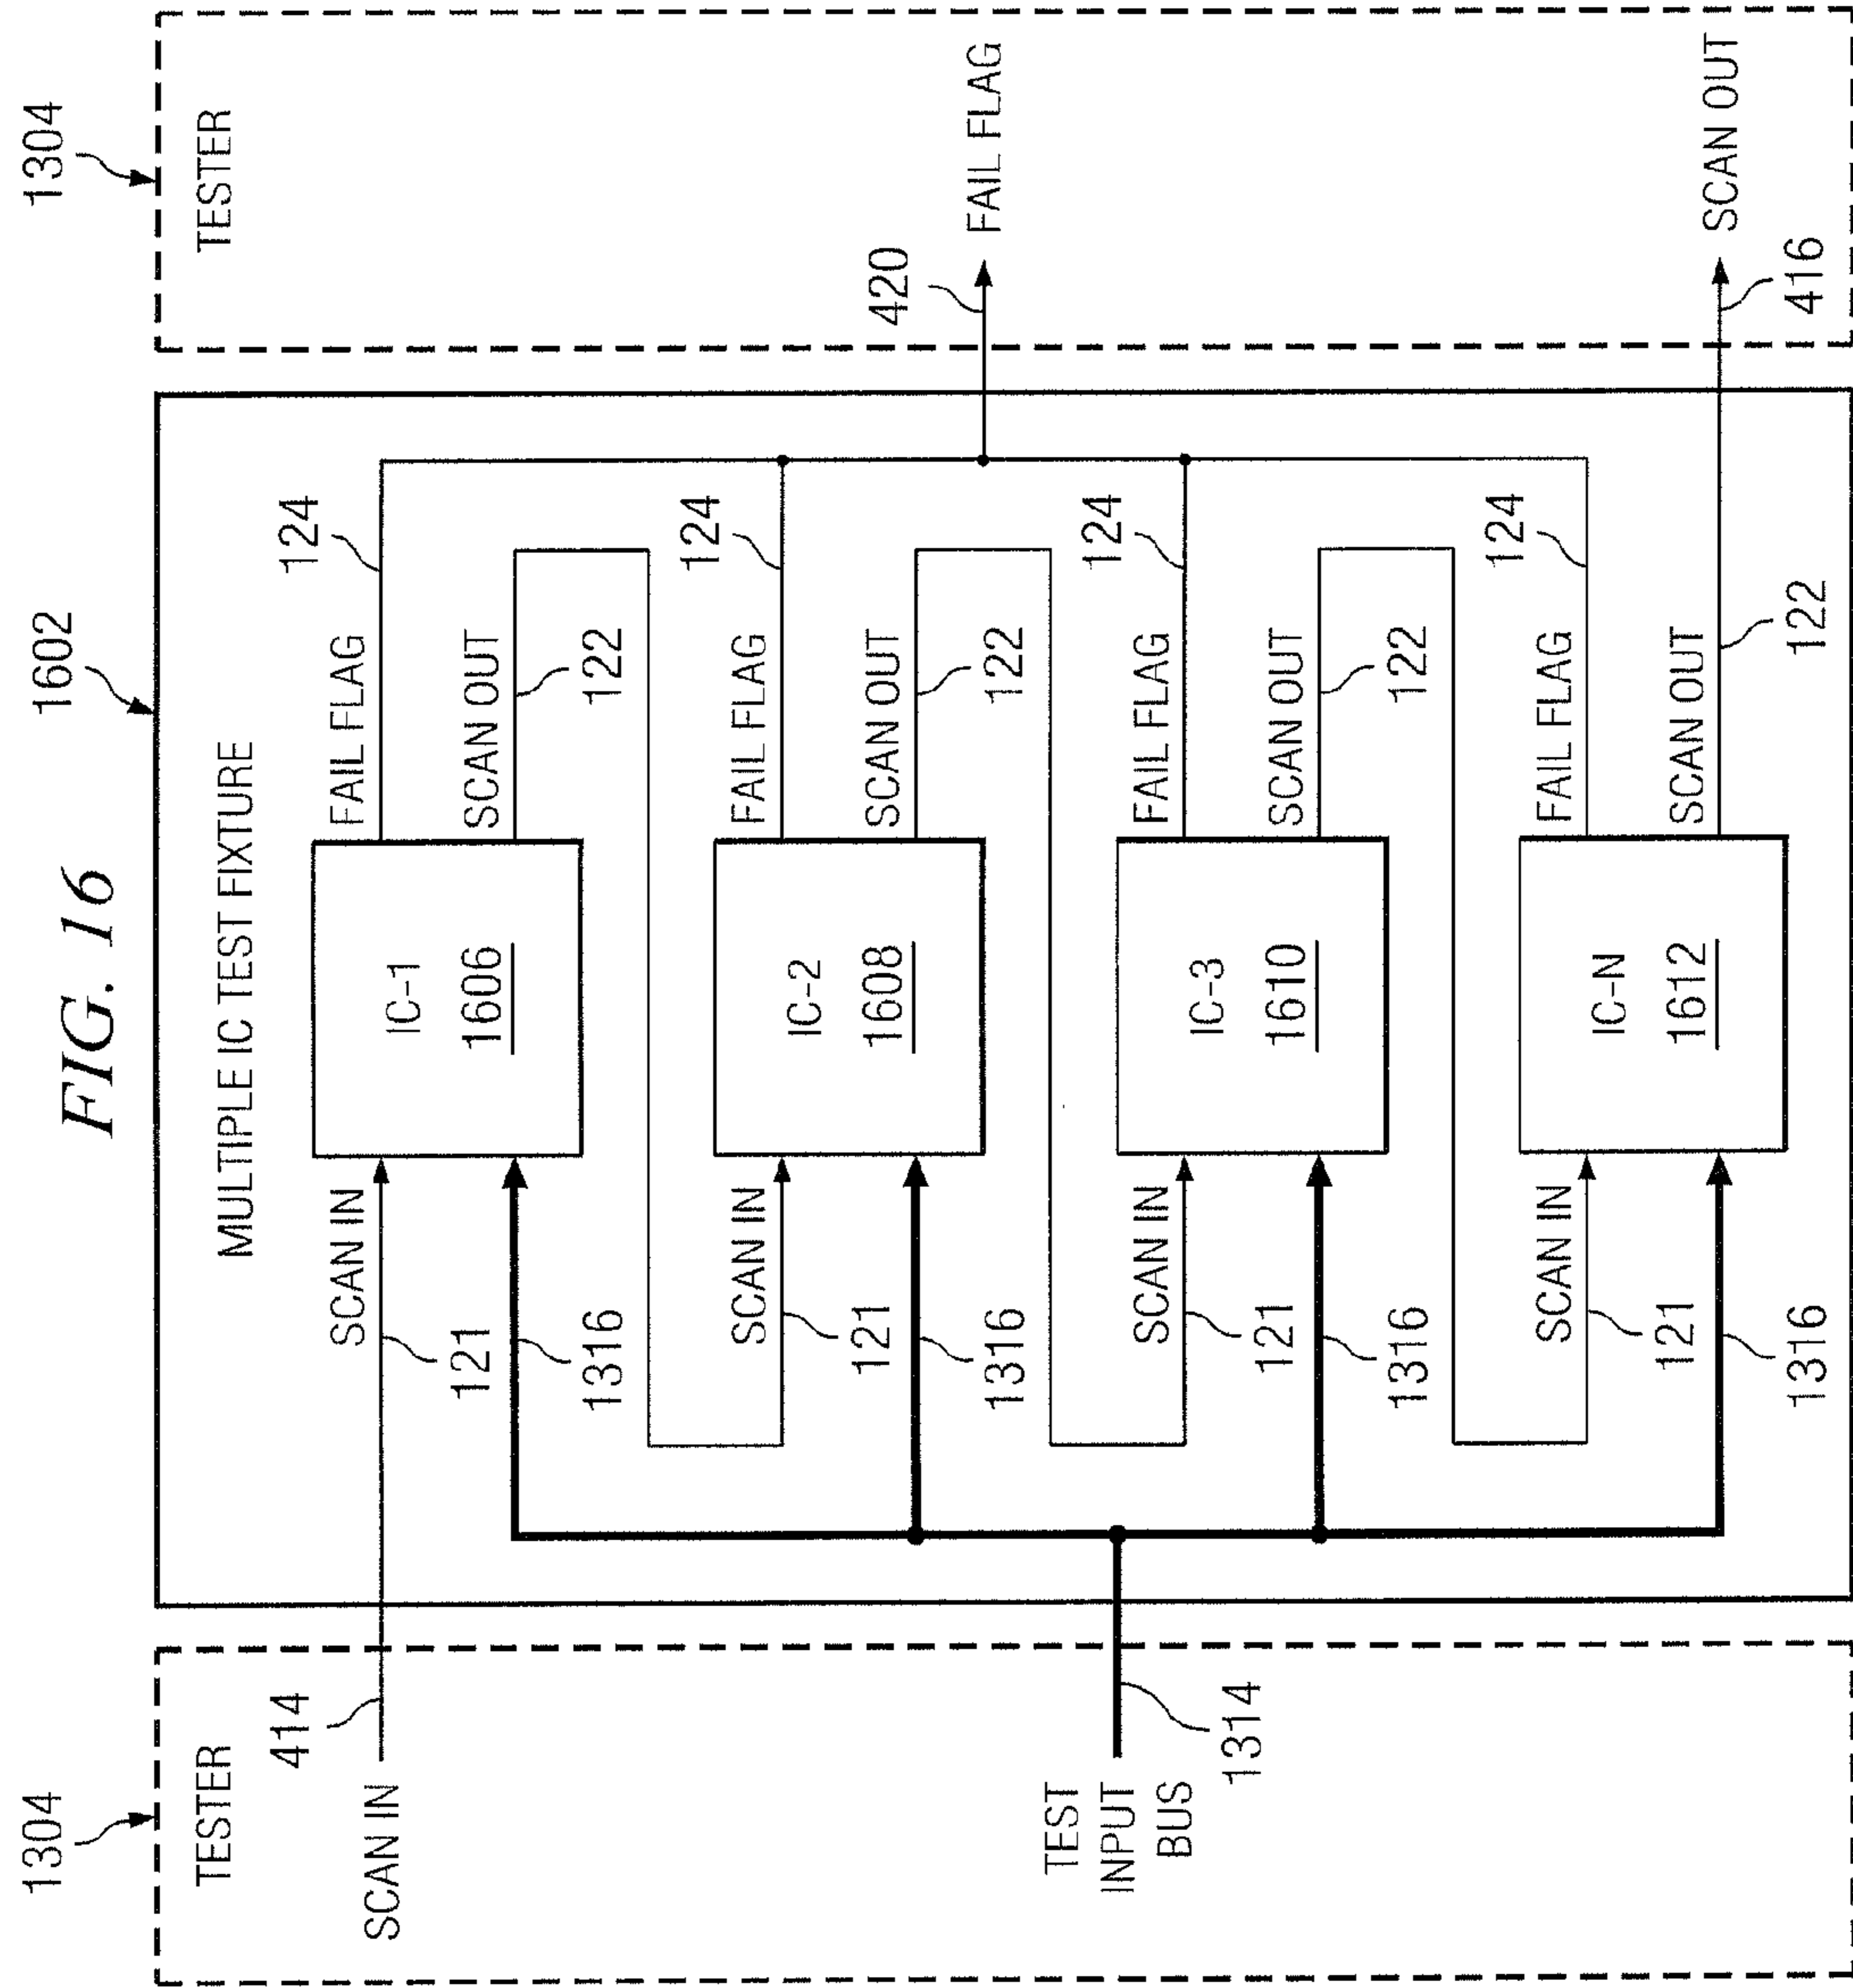 FIG. 16
1304
1602
1304
TESTER
MULTIPLE IC TEST FIXTURE
TESTER
414
SCAN IN
SCAN IN
121
1316
IC-1
1606
FAIL FLAG
124
SCAN OUT
122
SCAN IN
121
1316
IC-2
1608
FAIL FLAG
124
SCAN OUT
122
420
FAIL FLAG
TEST
INPUT
BUS
1314
SCAN IN
121
1316
IC-3
1610
FAIL FLAG
124
SCAN OUT
122
SCAN IN
121
1316
IC-N
1612
FAIL FLAG
124
SCAN OUT
122
416
SCAN OUT